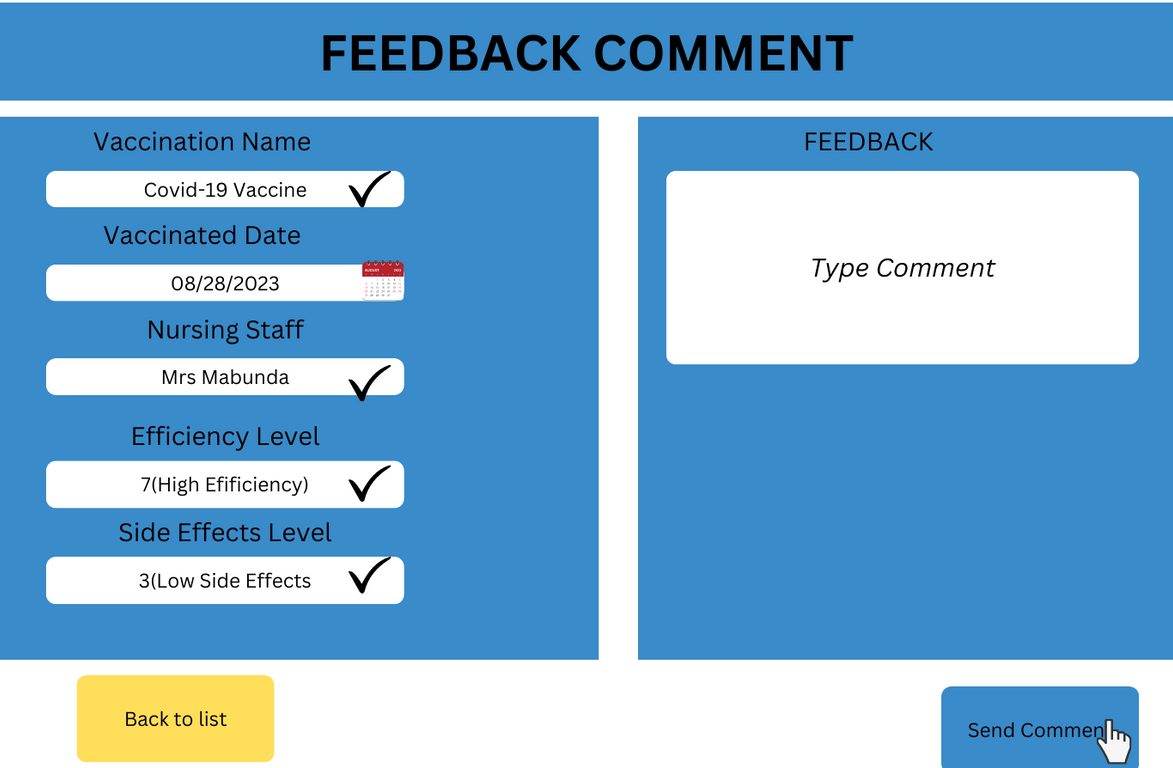 FEEDBACK COMMENT
Vaccination Name
Covid-19 Vaccine
Vaccinated Date
08/28/2023
Nursing Staff
Mrs Mabunda
Efficiency Level
7(High Efificiency)
Side Effects Level
3(Low Side Effects
FEEDBACK
Type Comment
Back to list
Send Commen